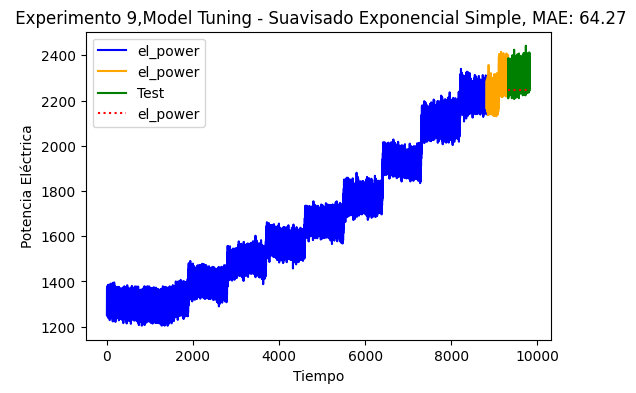 Experimento 9,Model Tuning - Suavisado Exponencial Simple, MAE: 64.27
el_power
el_power
Test
el_power
Potencia Eléctrica
2400
2200
2000
1800
1600
1400
1200
0 2000 4000 6000 8000 10000
Tiempo